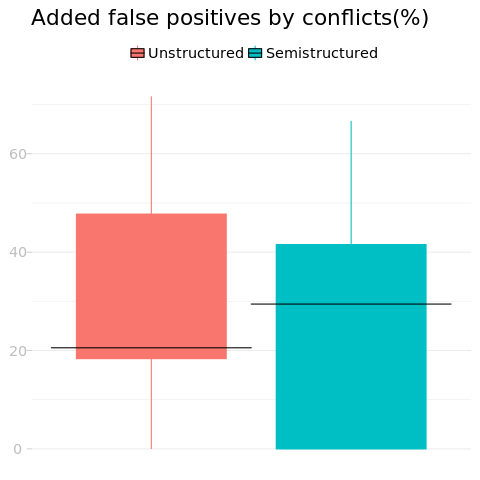 Added false positives by conflicts(%)
Unstructured Semistructured
60
40
20
0